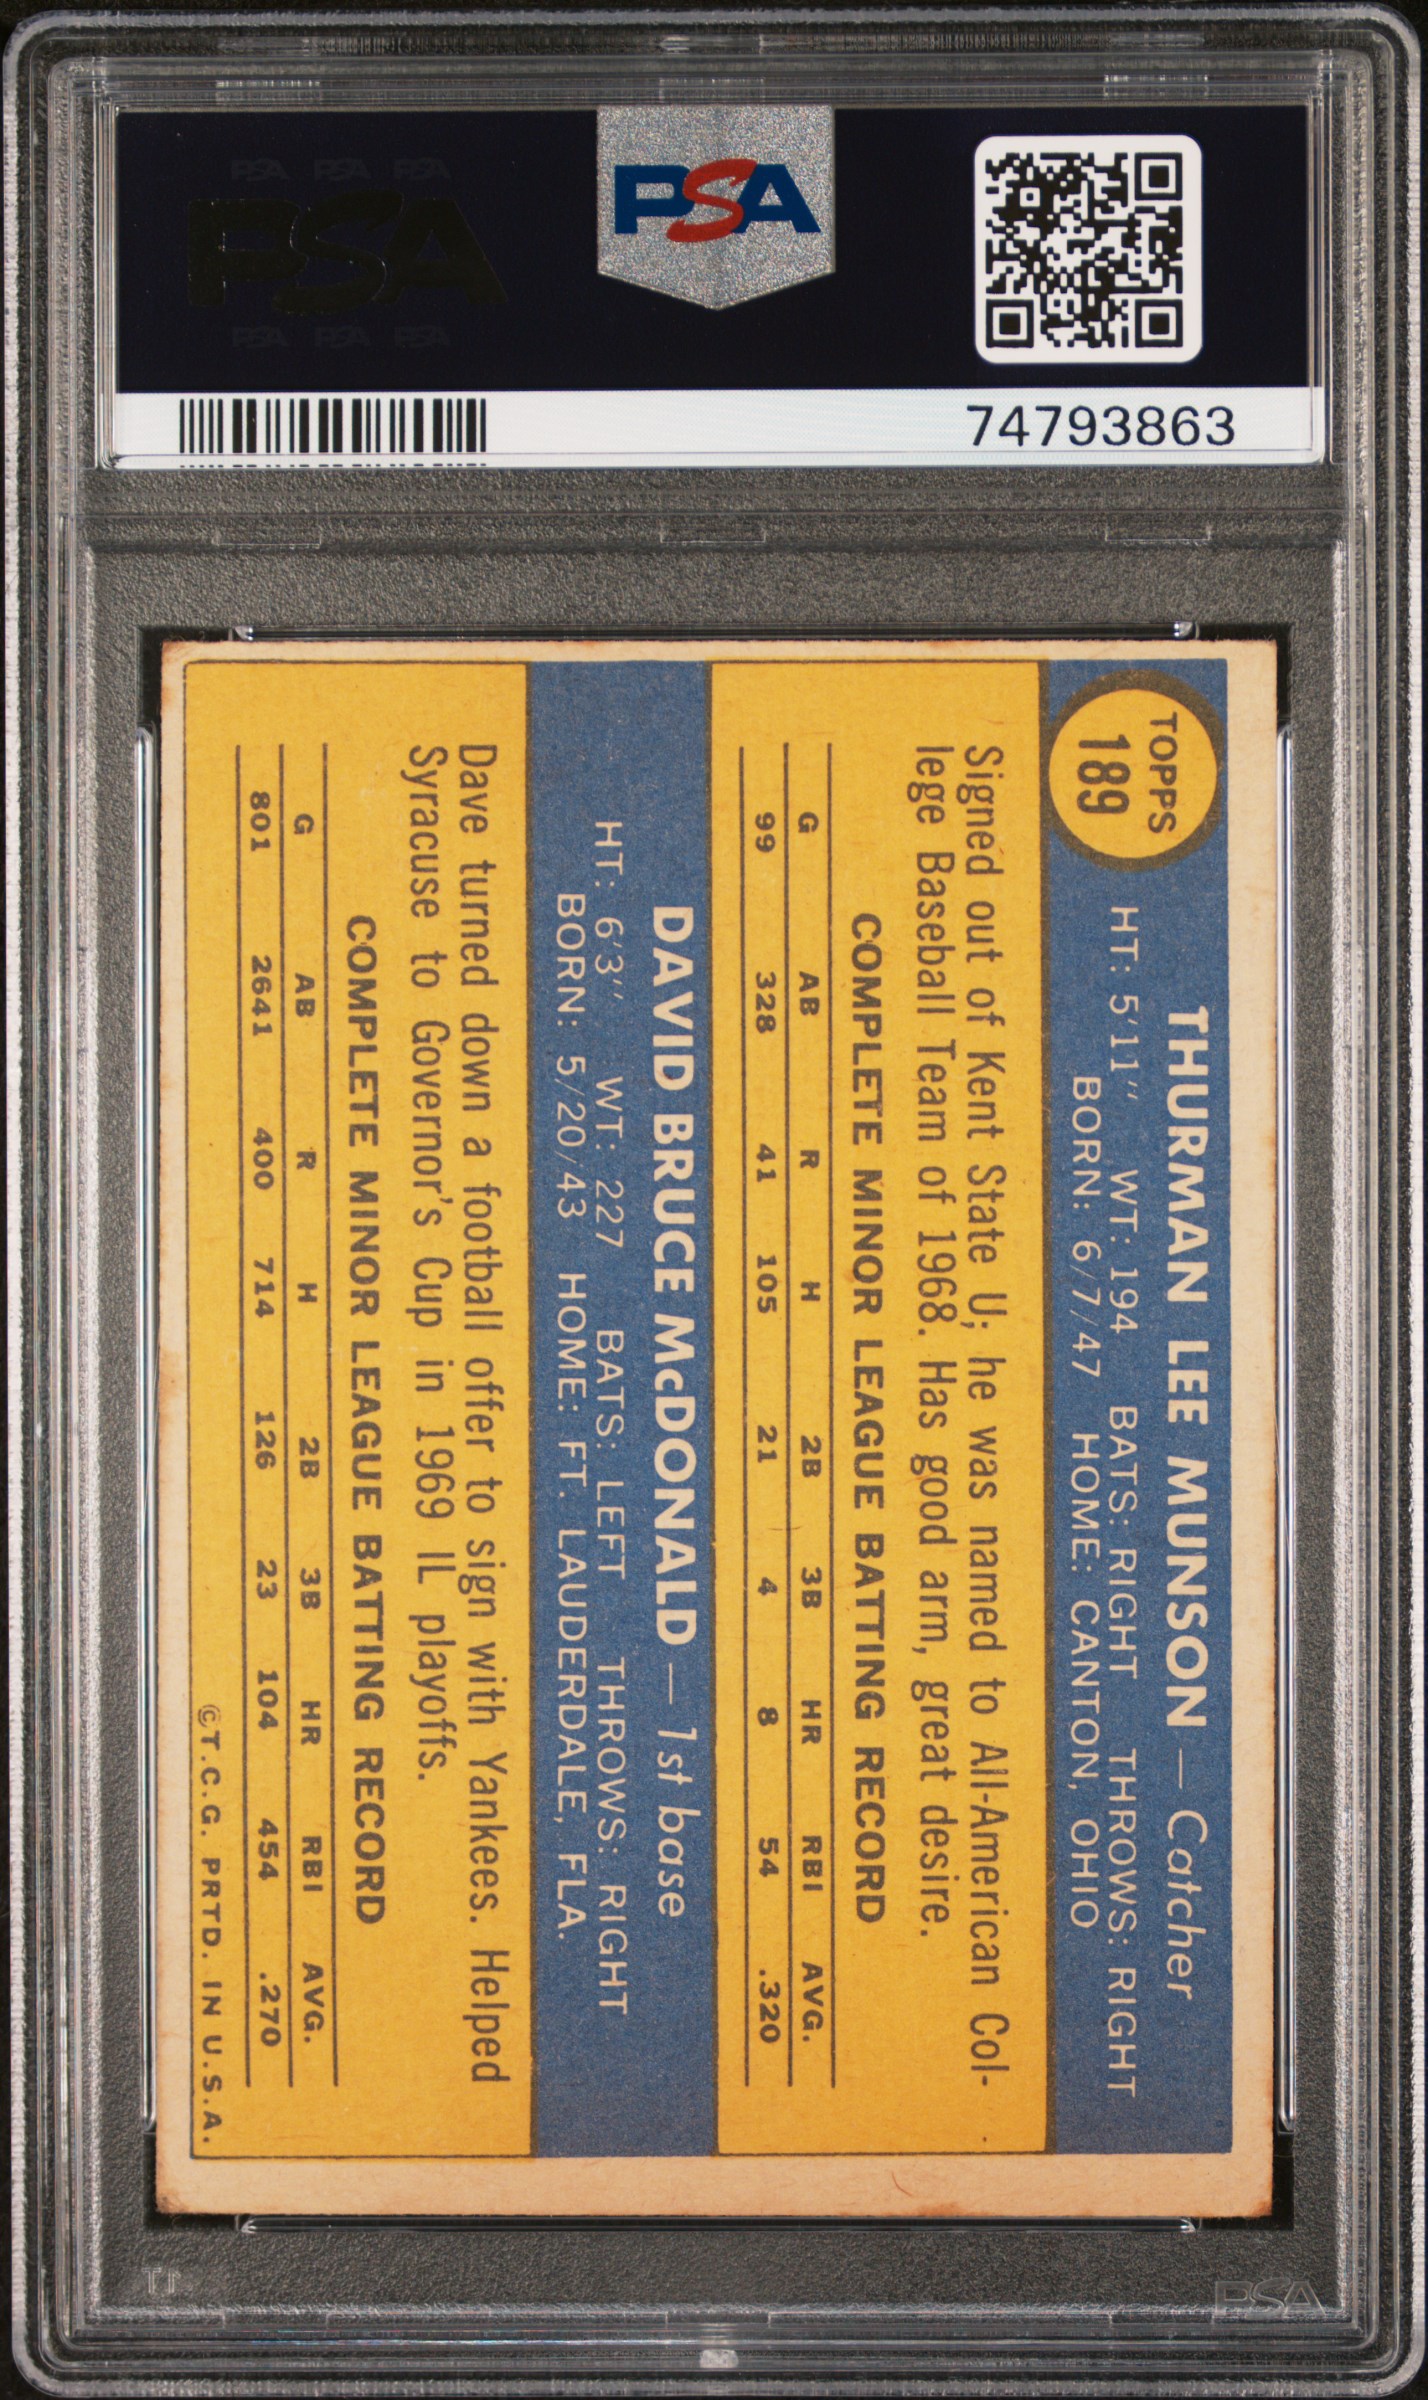 PSA PSA PSA
PSA
PSA PSA PSA
PSA
74793863
TOPPS
189
THURMAN LEE MUNSON — Catcher
HT: 5'11" WT: 194 BATS: RIGHT THROWS: RIGHT
BORN: 6/7/47 HOME: CANTON, OHIO
Signed out of Kent State U; he was named to All-American Col-
lege Baseball Team of 1968. Has good arm, great desire.
COMPLETE MINOR LEAGUE BATTING RECORD
G AB R H 2B 3B HR RBI AVG.
99 328 41 105 21 4 8 54 .320
DAVID BRUCE McDONALD — 1st base
HT: 6'3" WT: 227 BATS: LEFT THROWS: RIGHT
BORN: 5/20/43 HOME: FT. LAUDERDALE, FLA.
Dave turned down a football offer to sign with Yankees. Helped
Syracuse to Governor's Cup in 1969 IL playoffs.
COMPLETE MINOR LEAGUE BATTING RECORD
G AB R H 2B 3B HR RBI AVG.
801 2641 400 714 126 23 104 454 .270
©T.C.G. PRTD. IN U.S.A.
PSA